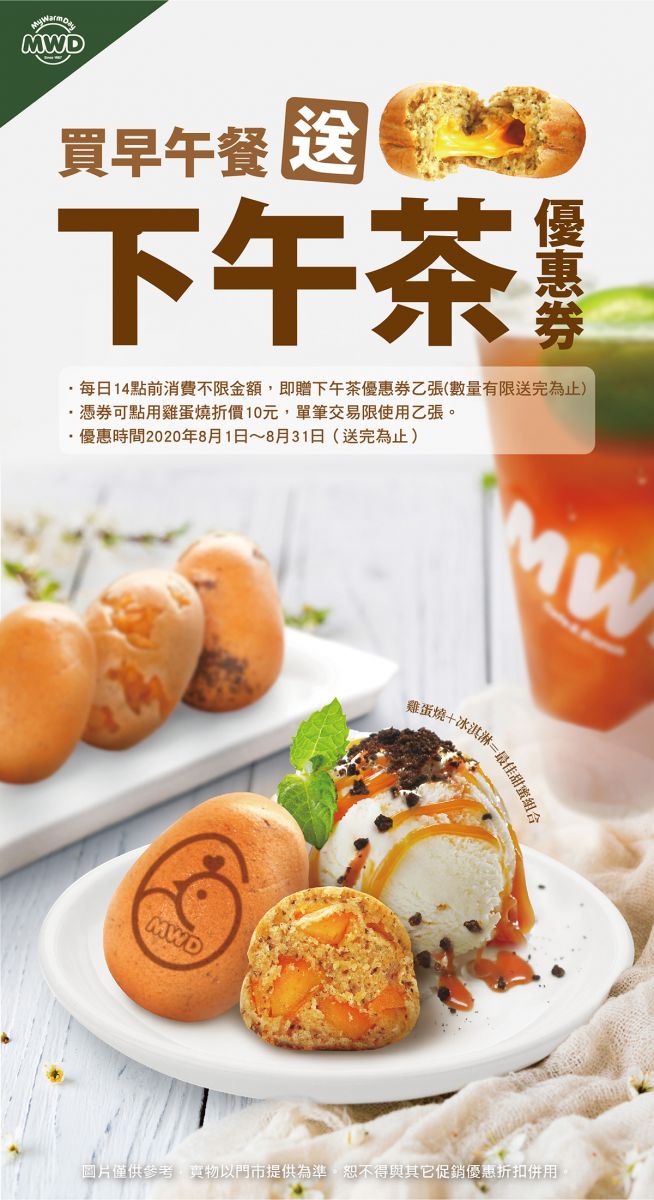 MyWarmDay
MWD
Since 1987
買早午餐 送
下午茶
優惠券
・每日14點前消費不限金額，即贈下午茶優惠券乙張(數量有限送完為止)
・憑券可點用雞蛋燒折價10元，單筆交易限使用乙張。
・優惠時間2020年8月1日～8月31日（送完為止）
MW
雞蛋燒+冰淇淋=最佳甜蜜組合
MWD
圖片僅供參考，實物以門市提供為準。恕不得與其它促銷優惠折扣併用。